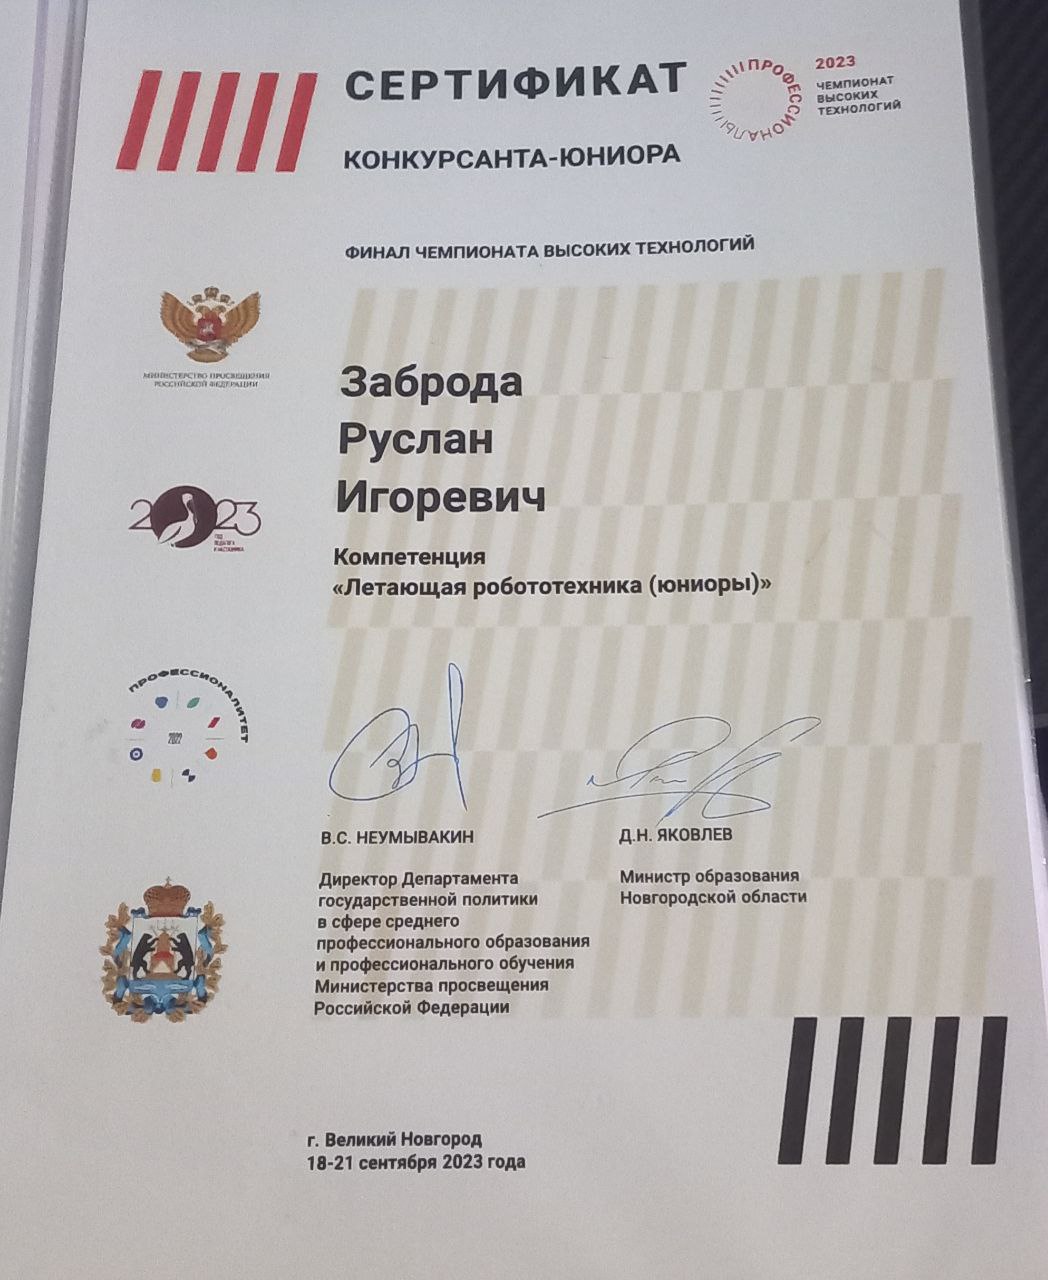 СЕРТИФИКАТ
КОНКУРСАНТА-ЮНИОРА
ПРОФЕССИОНАЛЫ
2023
ЧЕМПИОНАТ
ВЫСОКИХ
ТЕХНОЛОГИЙ
ФИНАЛ ЧЕМПИОНАТА ВЫСОКИХ ТЕХНОЛОГИЙ
МИНИСТЕРСТВО ПРОСВЕЩЕНИЯ
РОССИЙСКОЙ ФЕДЕРАЦИИ
Заброда
Руслан
Игоревич
2023
ГОД
ПЕДАГОГА
И НАСТАВНИКА
Компетенция
«Летающая робототехника (юниоры)»
ПРОФЕССИОНАЛИТЕТ
2022
В.С. НЕУМЫВАКИН
Директор Департамента
государственной политики
в сфере среднего
профессионального образования
и профессионального обучения
Министерства просвещения
Российской Федерации
Д.Н. ЯКОВЛЕВ
Министр образования
Новгородской области
г. Великий Новгород
18-21 сентября 2023 года